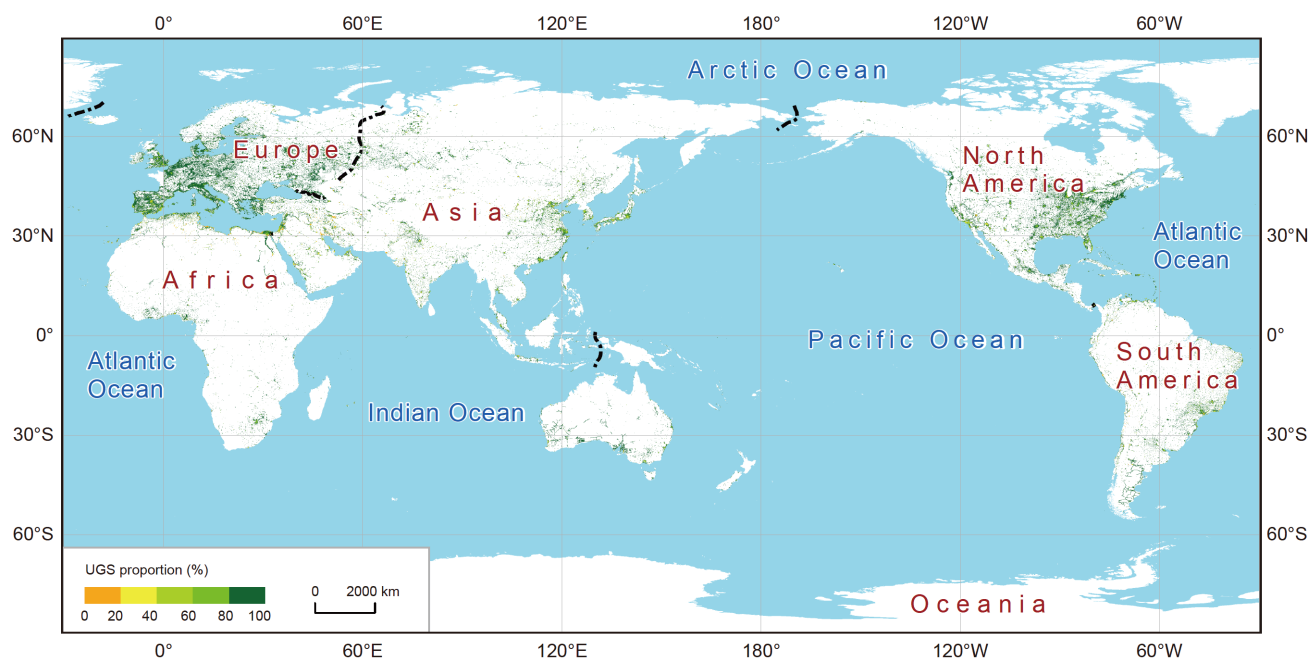 0° 60°E 120°E 180° 120°W 60°W
Arctic Ocean
60°N 60°N
Europe
North
America
Asia
Atlantic
Ocean
30°N 30°N
Africa
0° 0°
Pacific Ocean
Atlantic
Ocean
South
America
Indian Ocean
30°S 30°S
60°S 60°S
UGS proportion (%)
0 20 40 60 80 100
0 2000 km
Oceania
0° 60°E 120°E 180° 120°W 60°W